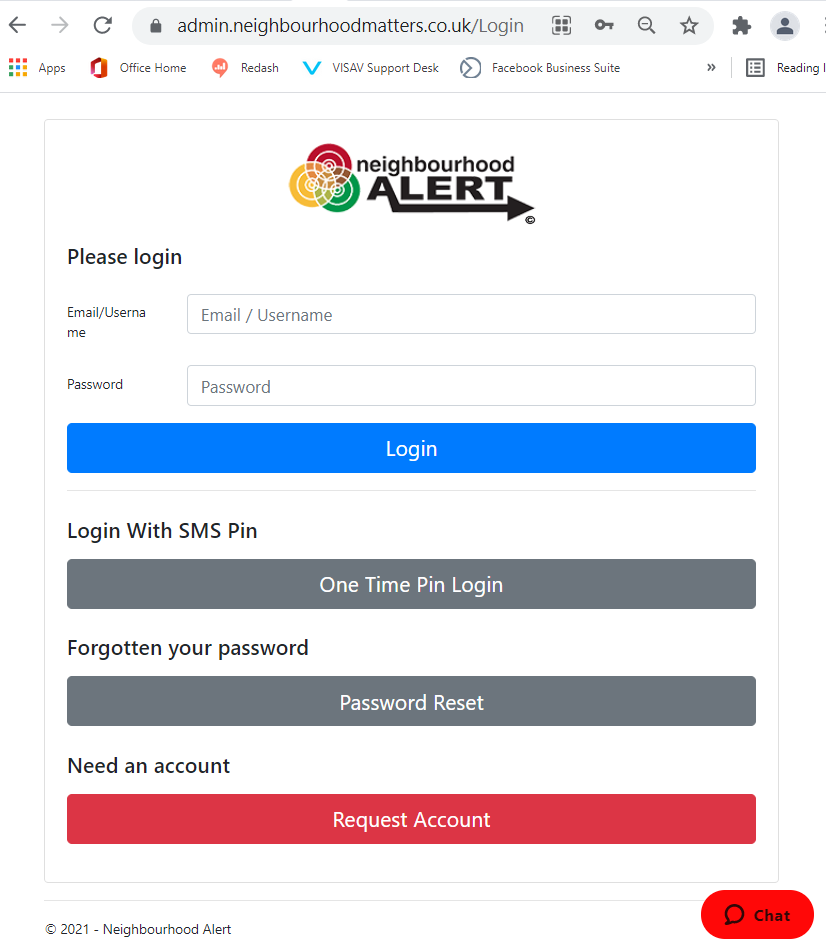 admin.neighbourhoodmatters.co.uk/Login
Apps Office Home Redash VISAV Support Desk Facebook Business Suite » Reading
neighbourhood
ALERT
©
Please login
Email/Userna
me
Email / Username
Password
Password
Login
Login With SMS Pin
One Time Pin Login
Forgotten your password
Password Reset
Need an account
Request Account
Chat
© 2021 - Neighbourhood Alert